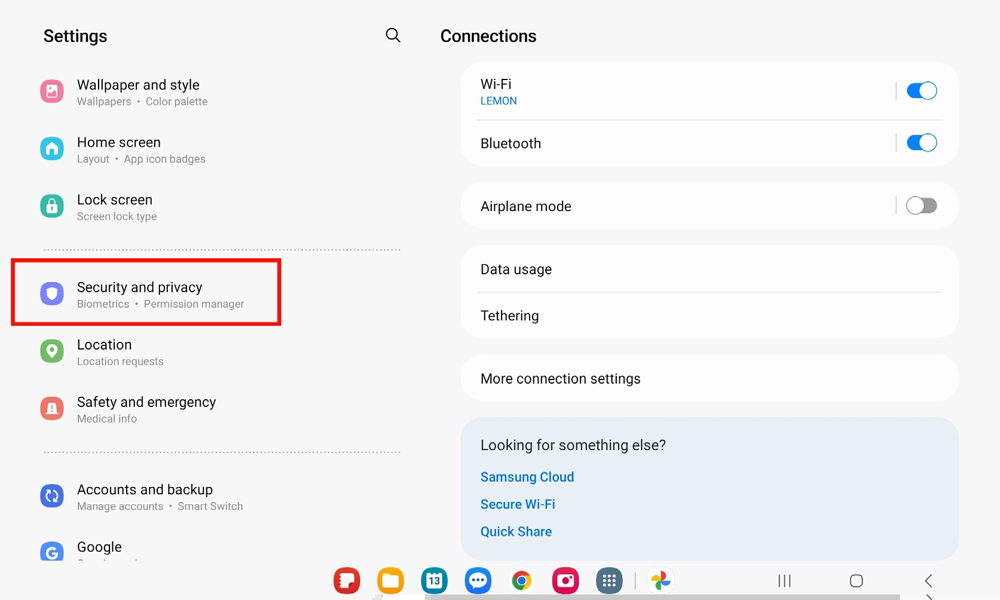 Settings
Wallpaper and style
Wallpapers • Color palette
Home screen
Layout • App icon badges
Lock screen
Screen lock type
Security and privacy
Biometrics • Permission manager
Location
Location requests
Safety and emergency
Medical info
Accounts and backup
Manage accounts • Smart Switch
Google
Connections
Wi-Fi
LEMON
Bluetooth
Airplane mode
Data usage
Tethering
More connection settings
Looking for something else?
Samsung Cloud
Secure Wi-Fi
Quick Share
13